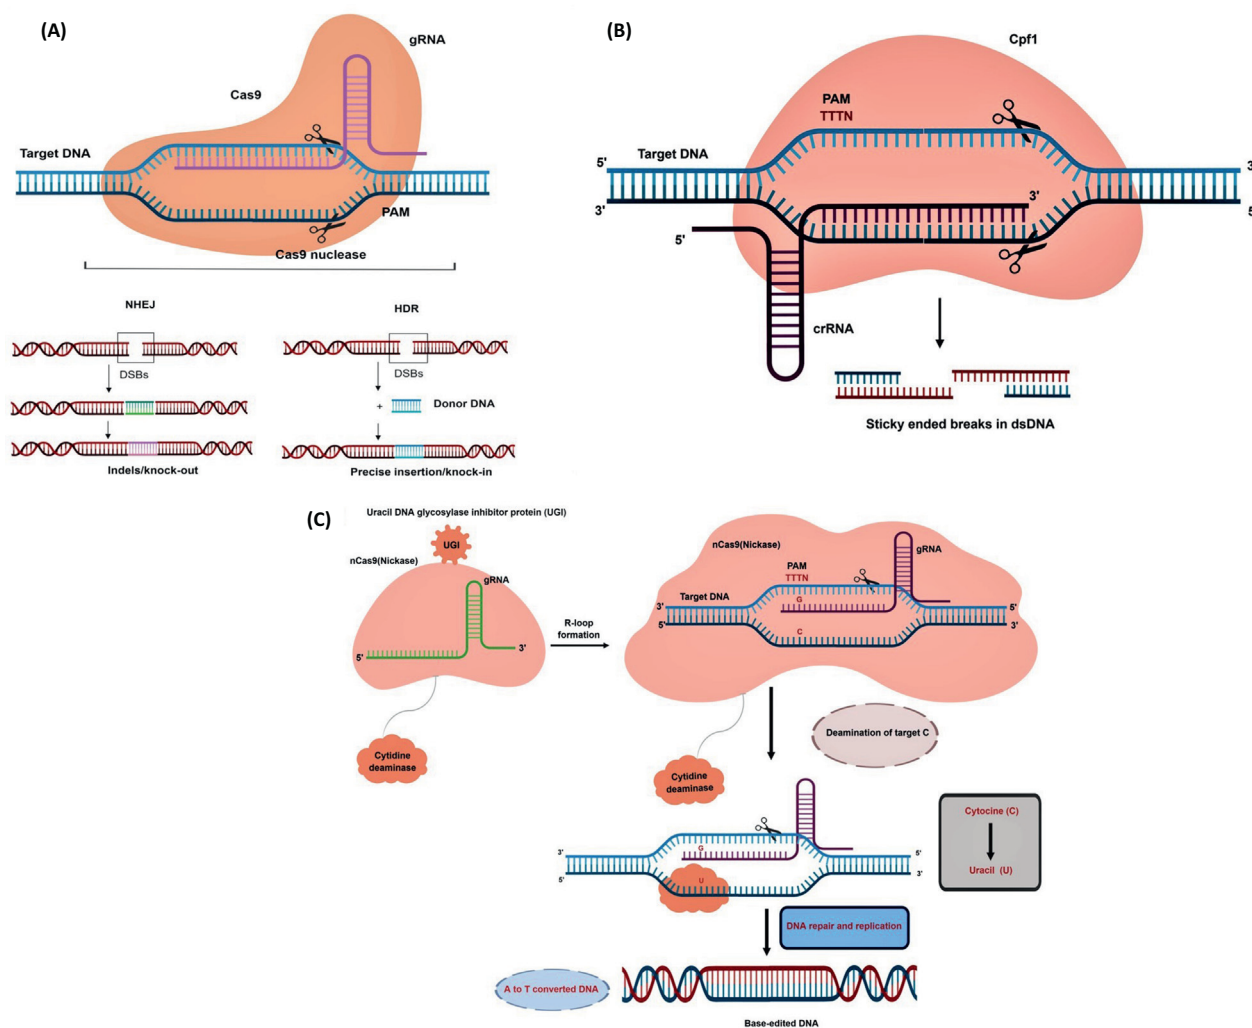 (A)
gRNA
Cas9
Target DNA
PAM
Cas9 nuclease
NHEJ
HDR
DSBs
DSBs
+
Donor DNA
Indels/knock-out
Precise insertion/knock-in
(B)
Cpf1
PAM
TTTN
Target DNA
5'
3'
3'
5'
3'
5'
crRNA
Sticky ended breaks in dsDNA
(C)
Uracil DNA glycosylase inhibitor protein (UGI)
UGI
nCas9(Nickase)
gRNA
5'
3'
Cytidine
deaminase
R-loop
formation
nCas9(Nickase)
gRNA
PAM
TTTN
Target DNA
G
C
3'
5'
5'
3'
Cytidine
deaminase
Deamination of target C
G
U
3'
5'
5'
3'
Cytocine (C)
Uracil (U)
DNA repair and replication
A to T converted DNA
Base-edited DNA